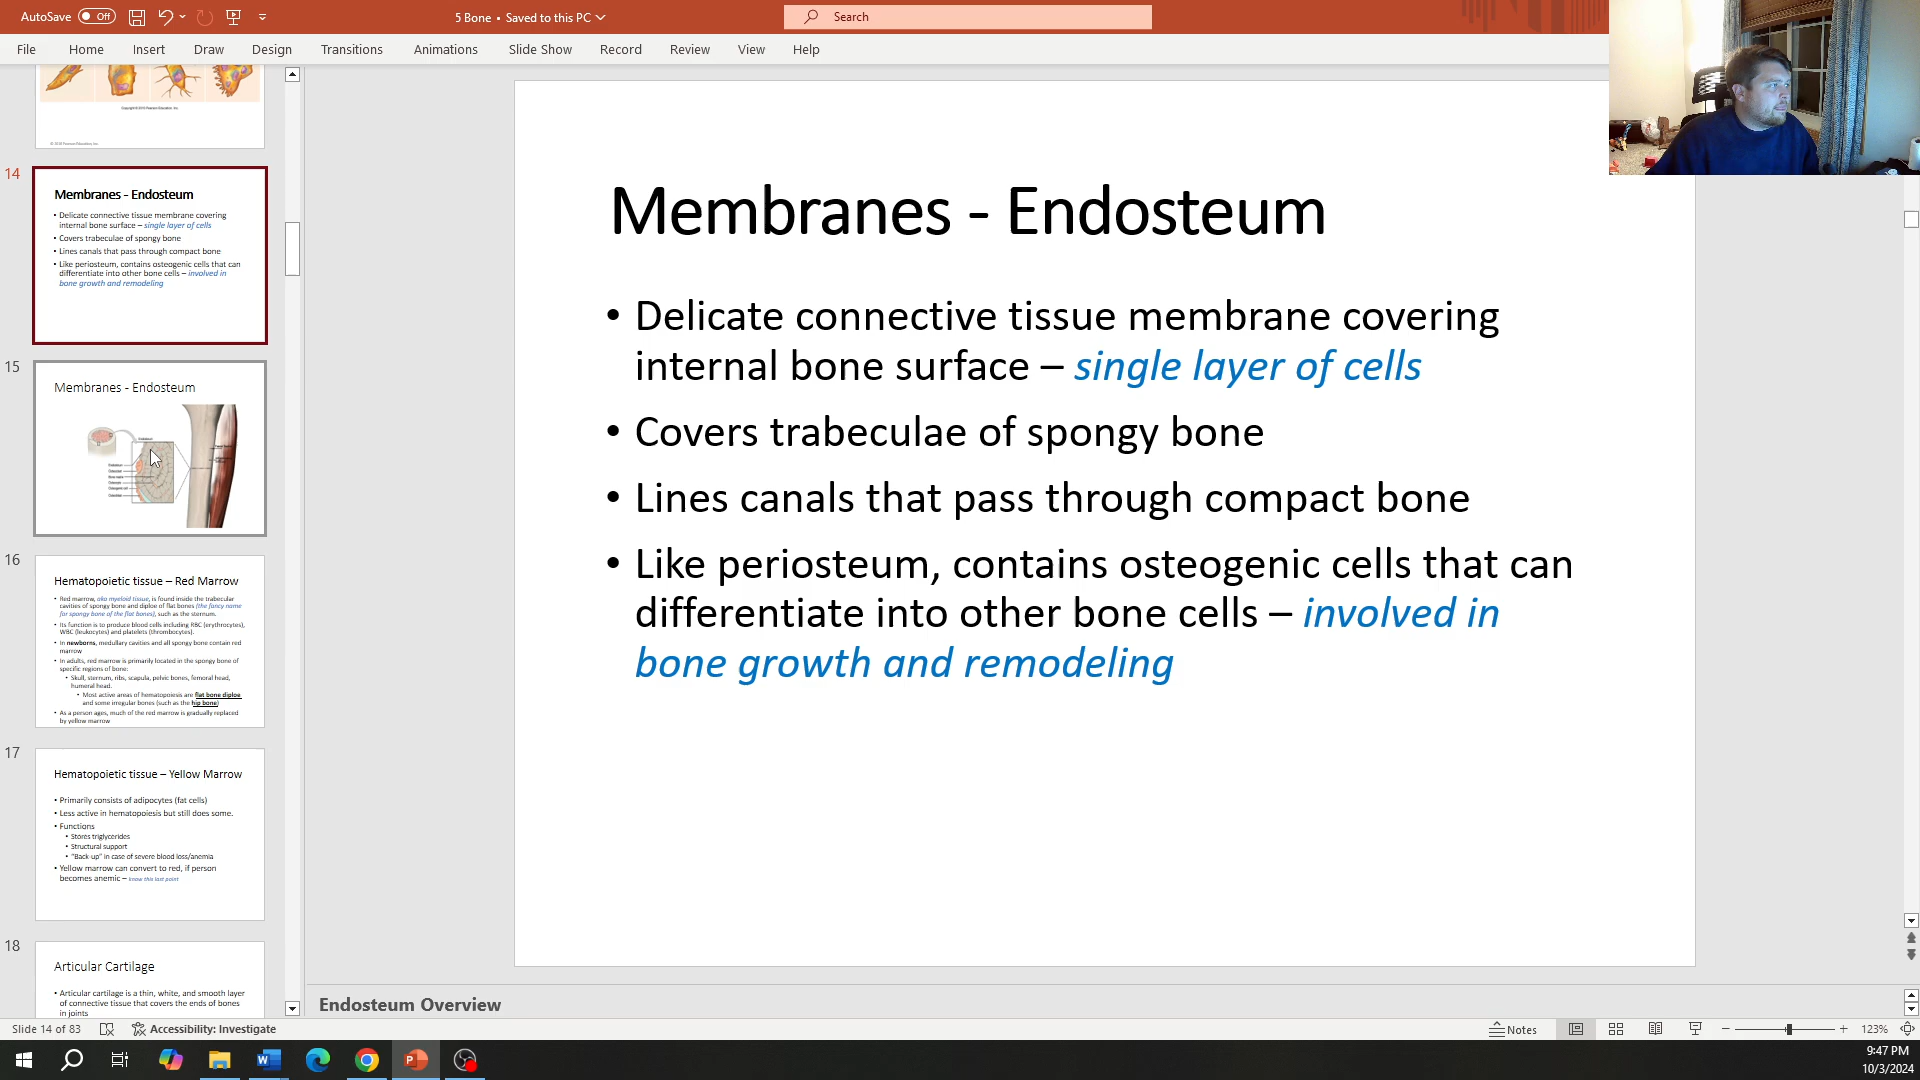 AutoSave Off 5 Bone • Saved to this PC Search
File Home Insert Draw Design Transitions Animations Slide Show Record Review View Help
14
Membranes - Endosteum
• Delicate connective tissue membrane covering
internal bone surface – single layer of cells
• Covers trabeculae of spongy bone
• Lines canals that pass through compact bone
• Like periosteum, contains osteogenic cells that can
differentiate into other bone cells – involved in
bone growth and remodeling
15
Membranes - Endosteum
16
Hematopoietic tissue – Red Marrow
• Red marrow, aka myeloid tissue, is found inside the trabecular
cavities of spongy bone and diploe of flat bones (the fancy name
for spongy bone of the flat bones), such as the sternum.
• Its function is to produce blood cells including RBC (erythrocytes),
WBC (leukocytes) and platelets (thrombocytes).
• In newborns, medullary cavities and all spongy bone contain red
marrow
• In adults, red marrow is primarily located in the spongy bone of
specific regions of bone:
• Skull, sternum, ribs, scapula, pelvic bones, femoral head,
humeral head.
• Most active areas of hematopoiesis are flat bone diploe
and some irregular bones (such as the hip bone)
• As a person ages, much of the red marrow is gradually replaced
by yellow marrow
17
Hematopoietic tissue – Yellow Marrow
• Primarily consists of adipocytes (fat cells)
• Less active in hematopoiesis but still does some.
• Functions
• Stores triglycerides
• Structural support
• "Back-up" in case of severe blood loss/anemia
• Yellow marrow can convert to red, if person
becomes anemic – know this last point
18
Articular Cartilage
• Articular cartilage is a thin, white, and smooth layer
of connective tissue that covers the ends of bones
in joints
Membranes - Endosteum
• Delicate connective tissue membrane covering
internal bone surface – single layer of cells
• Covers trabeculae of spongy bone
• Lines canals that pass through compact bone
• Like periosteum, contains osteogenic cells that can
differentiate into other bone cells – involved in
bone growth and remodeling
Endosteum Overview
Slide 14 of 83 Accessibility: Investigate Notes 123%
9:47 PM
10/3/2024